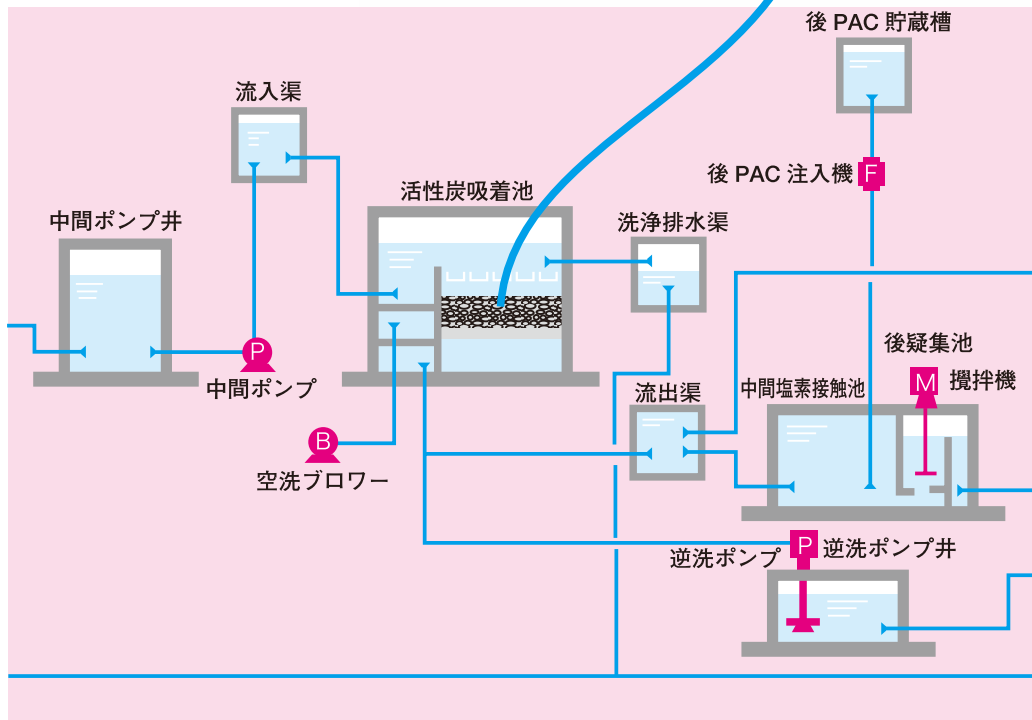 後 PAC 貯蔵槽
流入渠
後 PAC 注入機
F
活性炭吸着池
中間ポンプ井
洗浄排水渠
P
中間ポンプ
後疑集池
M
攪拌機
中間塩素接触池
流出渠
B
空洗ブロワー
逆洗ポンプ
P
逆洗ポンプ井